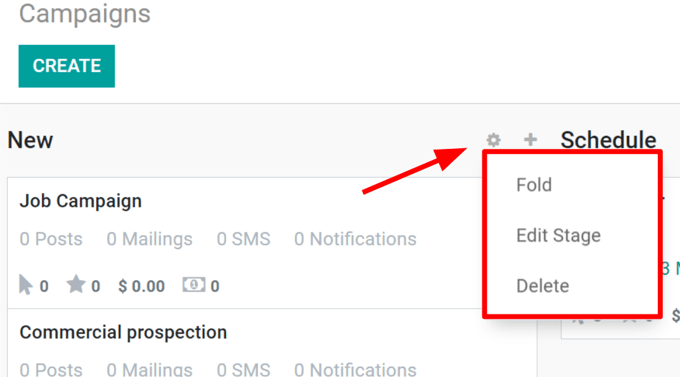 Campaigns
CREATE
New
Schedule
Fold
Edit Stage
Delete
Job Campaign
0 Posts 0 Mailings 0 SMS 0 Notifications
0 0 $ 0.00 0
3
$
Commercial prospection
0 Posts 0 Mailings 0 SMS 0 Notifications